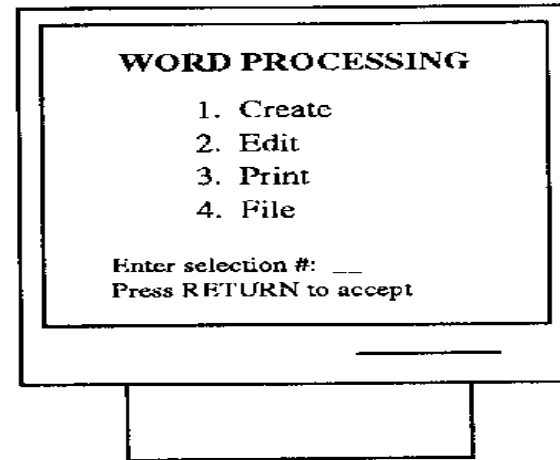 WORD PROCESSING
1. Create
2. Edit
3. Print
4. File
Enter selection #: __
Press RETURN to accept